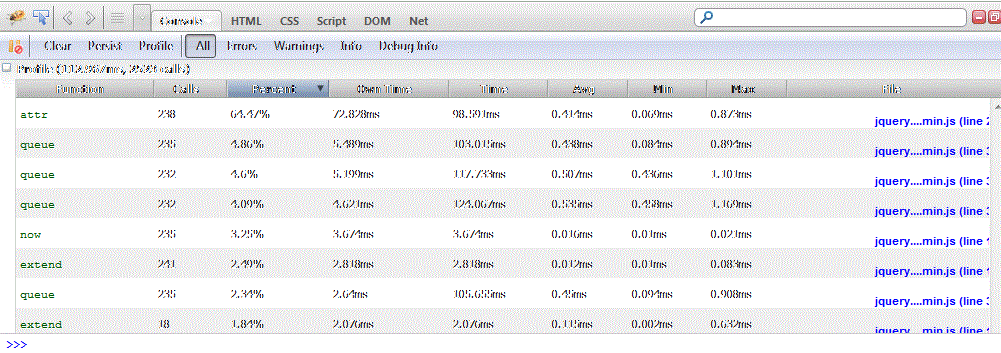 Console HTML CSS Script DOM Net
Clear Persist Profile All Errors Warnings Info Debug Info
Profile (112.967ms, calls)
Function Calls Percent Own Time Time Avg Min Max File
attr 238 64.47% 72.828ms 98.591ms 0.414ms 0.069ms 0.873ms jquery....min.js (line 2
queue 235 4.86% 5.489ms 103.015ms 0.438ms 0.084ms 0.894ms jquery....min.js (line 3
queue 232 4.6% 5.199ms 117.733ms 0.507ms 0.436ms 1.101ms jquery....min.js (line 3
queue 232 4.09% 4.621ms 124.067ms 0.535ms 0.458ms 1.169ms jquery....min.js (line 3
now 235 3.25% 3.674ms 3.674ms 0.016ms 0.01ms 0.021ms jquery....min.js (line
extend 241 2.49% 2.818ms 2.818ms 0.012ms 0.01ms 0.083ms jquery....min.js (line
queue 235 2.34% 2.64ms 105.655ms 0.45ms 0.094ms 0.908ms jquery....min.js (line 3
extend 18 1.84% 2.076ms 2.076ms 0.115ms 0.002ms 0.632ms jquery....min.js (line
>>>